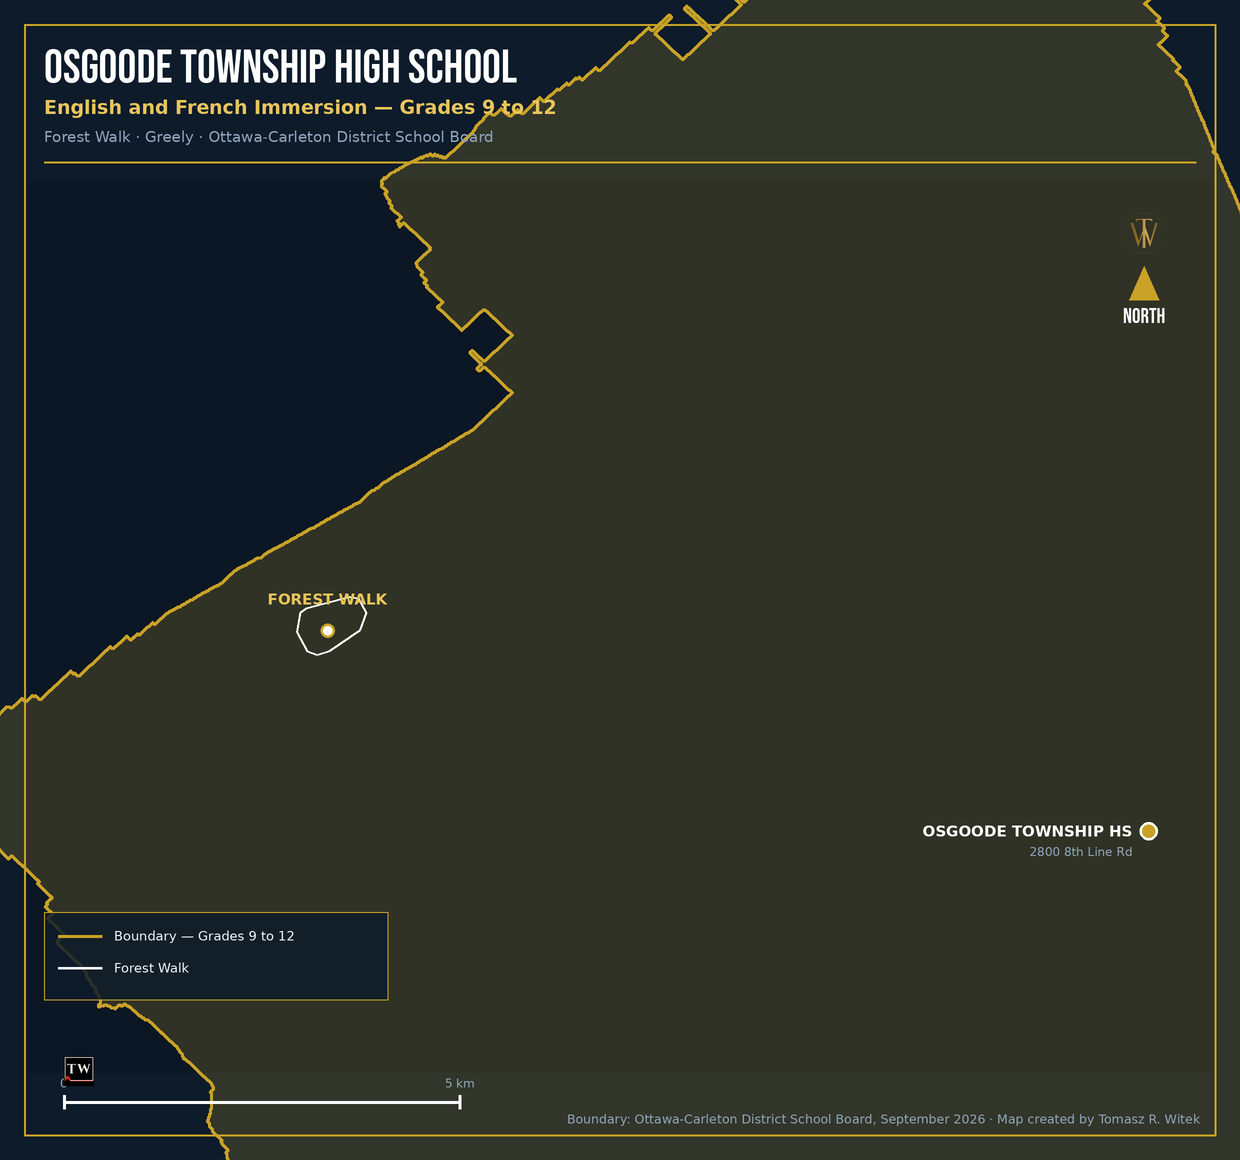 OSGOODE TOWNSHIP HIGH SCHOOL
English and French Immersion — Grades 9 to 12
Forest Walk · Greely · Ottawa-Carleton District School Board
TW
NORTH
FOREST WALK
OSGOODE TOWNSHIP HS
2800 8th Line Rd
Boundary — Grades 9 to 12
Forest Walk
TW
0 5 km
Boundary: Ottawa-Carleton District School Board, September 2026 · Map created by Tomasz R. Witek